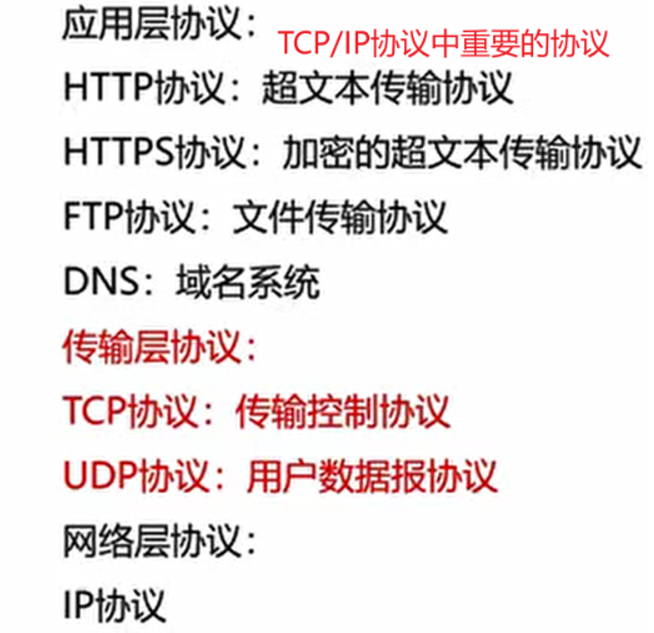 应用层协议：
TCP/IP协议中重要的协议
HTTP协议：超文本传输协议
HTTPS协议：加密的超文本传输协议
FTP协议：文件传输协议
DNS：域名系统
传输层协议：
TCP协议：传输控制协议
UDP协议：用户数据报协议
网络层协议：
IP协议